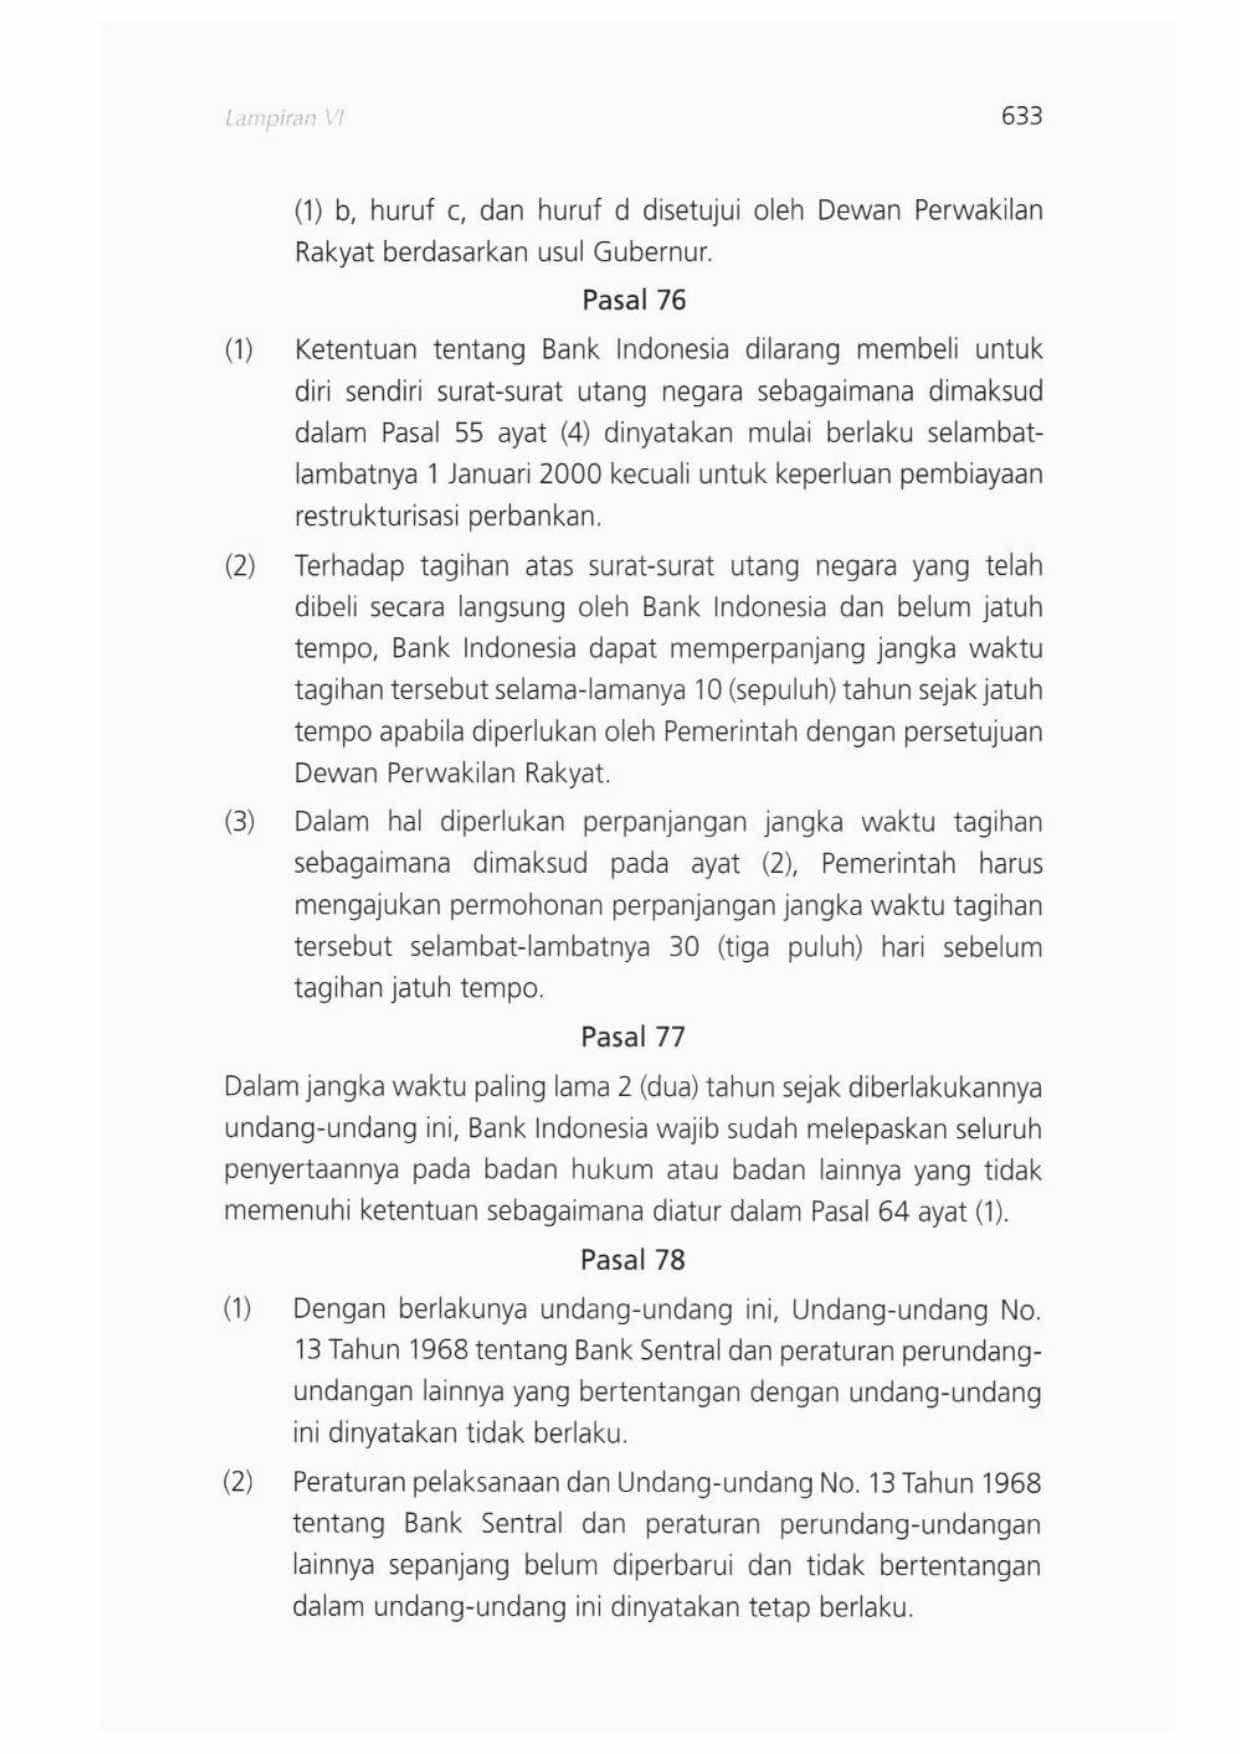 Lampiran VI 633
(1) b, huruf c, dan huruf d disetujui oleh Dewan Perwakilan
Rakyat berdasarkan usul Gubernur.
Pasal 76
(1) Ketentuan tentang Bank Indonesia dilarang membeli untuk
diri sendiri surat-surat utang negara sebagaimana dimaksud
dalam Pasal 55 ayat (4) dinyatakan mulai berlaku selambat-
lambatnya 1 Januari 2000 kecuali untuk keperluan pembiayaan
restrukturisasi perbankan.
(2) Terhadap tagihan atas surat-surat utang negara yang telah
dibeli secara langsung oleh Bank Indonesia dan belum jatuh
tempo, Bank Indonesia dapat memperpanjang jangka waktu
tagihan tersebut selama-lamanya 10 (sepuluh) tahun sejak jatuh
tempo apabila diperlukan oleh Pemerintah dengan persetujuan
Dewan Perwakilan Rakyat.
(3) Dalam hal diperlukan perpanjangan jangka waktu tagihan
sebagaimana dimaksud pada ayat (2), Pemerintah harus
mengajukan permohonan perpanjangan jangka waktu tagihan
tersebut selambat-lambatnya 30 (tiga puluh) hari sebelum
tagihan jatuh tempo.
Pasal 77
Dalam jangka waktu paling lama 2 (dua) tahun sejak diberlakukannya
undang-undang ini, Bank Indonesia wajib sudah melepaskan seluruh
penyertaannya pada badan hukum atau badan lainnya yang tidak
memenuhi ketentuan sebagaimana diatur dalam Pasal 64 ayat (1).
Pasal 78
(1) Dengan berlakunya undang-undang ini, Undang-undang No.
13 Tahun 1968 tentang Bank Sentral dan peraturan perundang-
undangan lainnya yang bertentangan dengan undang-undang
ini dinyatakan tidak berlaku.
(2) Peraturan pelaksanaan dan Undang-undang No. 13 Tahun 1968
tentang Bank Sentral dan peraturan perundang-undangan
lainnya sepanjang belum diperbarui dan tidak bertentangan
dalam undang-undang ini dinyatakan tetap berlaku.